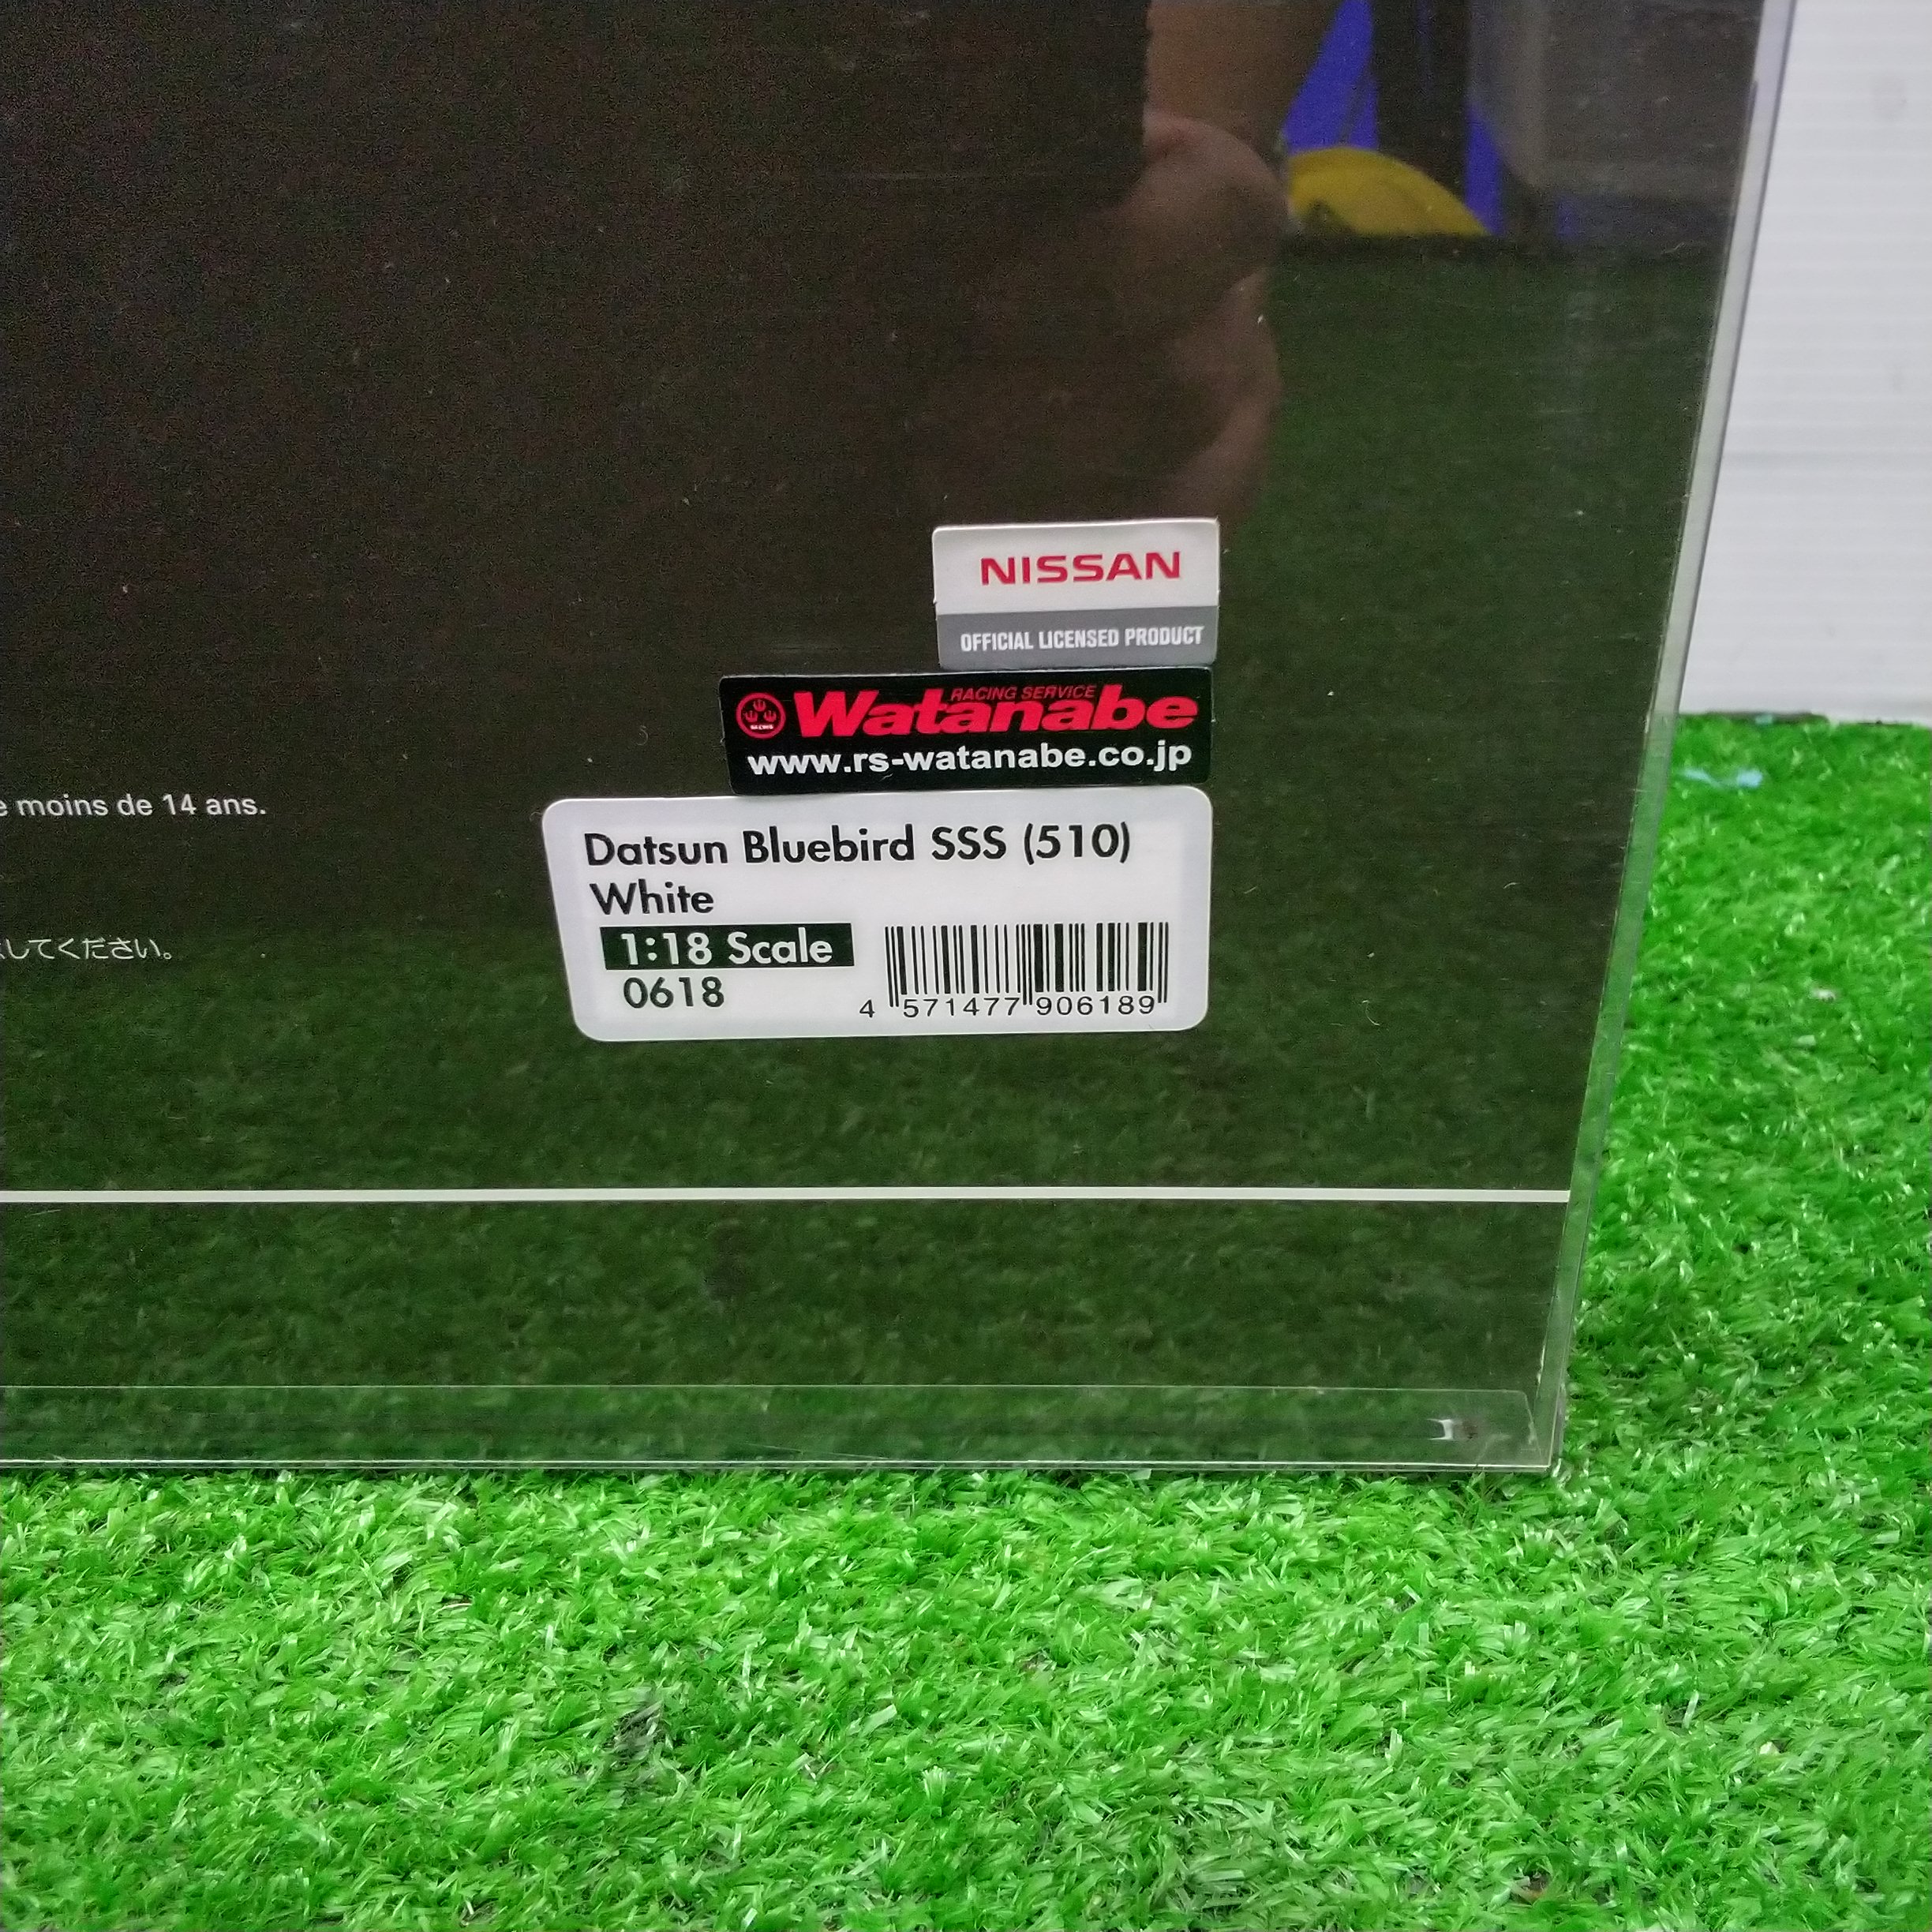 NISSAN
OFFICIAL LICENSED PRODUCT
RACING SERVICE
Watanabe
www.rs-watanabe.co.jp
moins de 14 ans.
Datsun Bluebird SSS (510)
White
してください。
1:18 Scale
0618
4 571477 906189